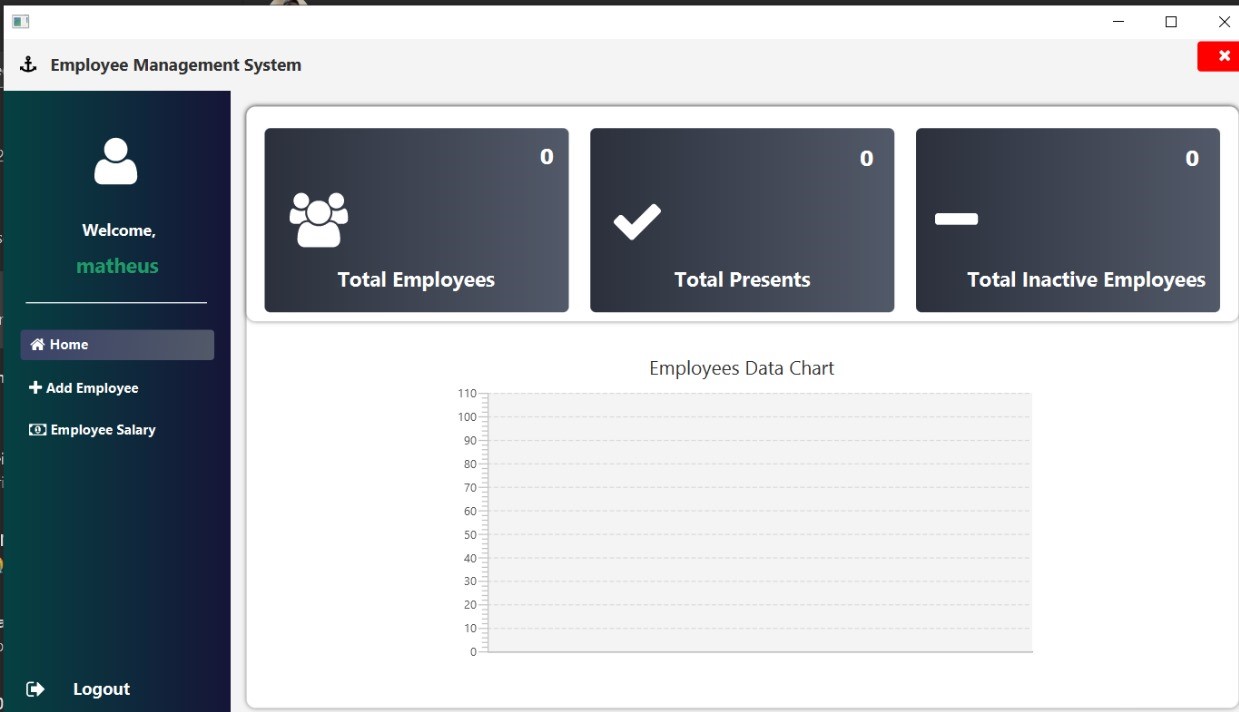 Employee Management System
Welcome,
matheus
Home
Add Employee
Employee Salary
Logout
0
Total Employees
0
Total Presents
0
Total Inactive Employees
Employees Data Chart
110
100
90
80
70
60
50
40
30
20
10
0